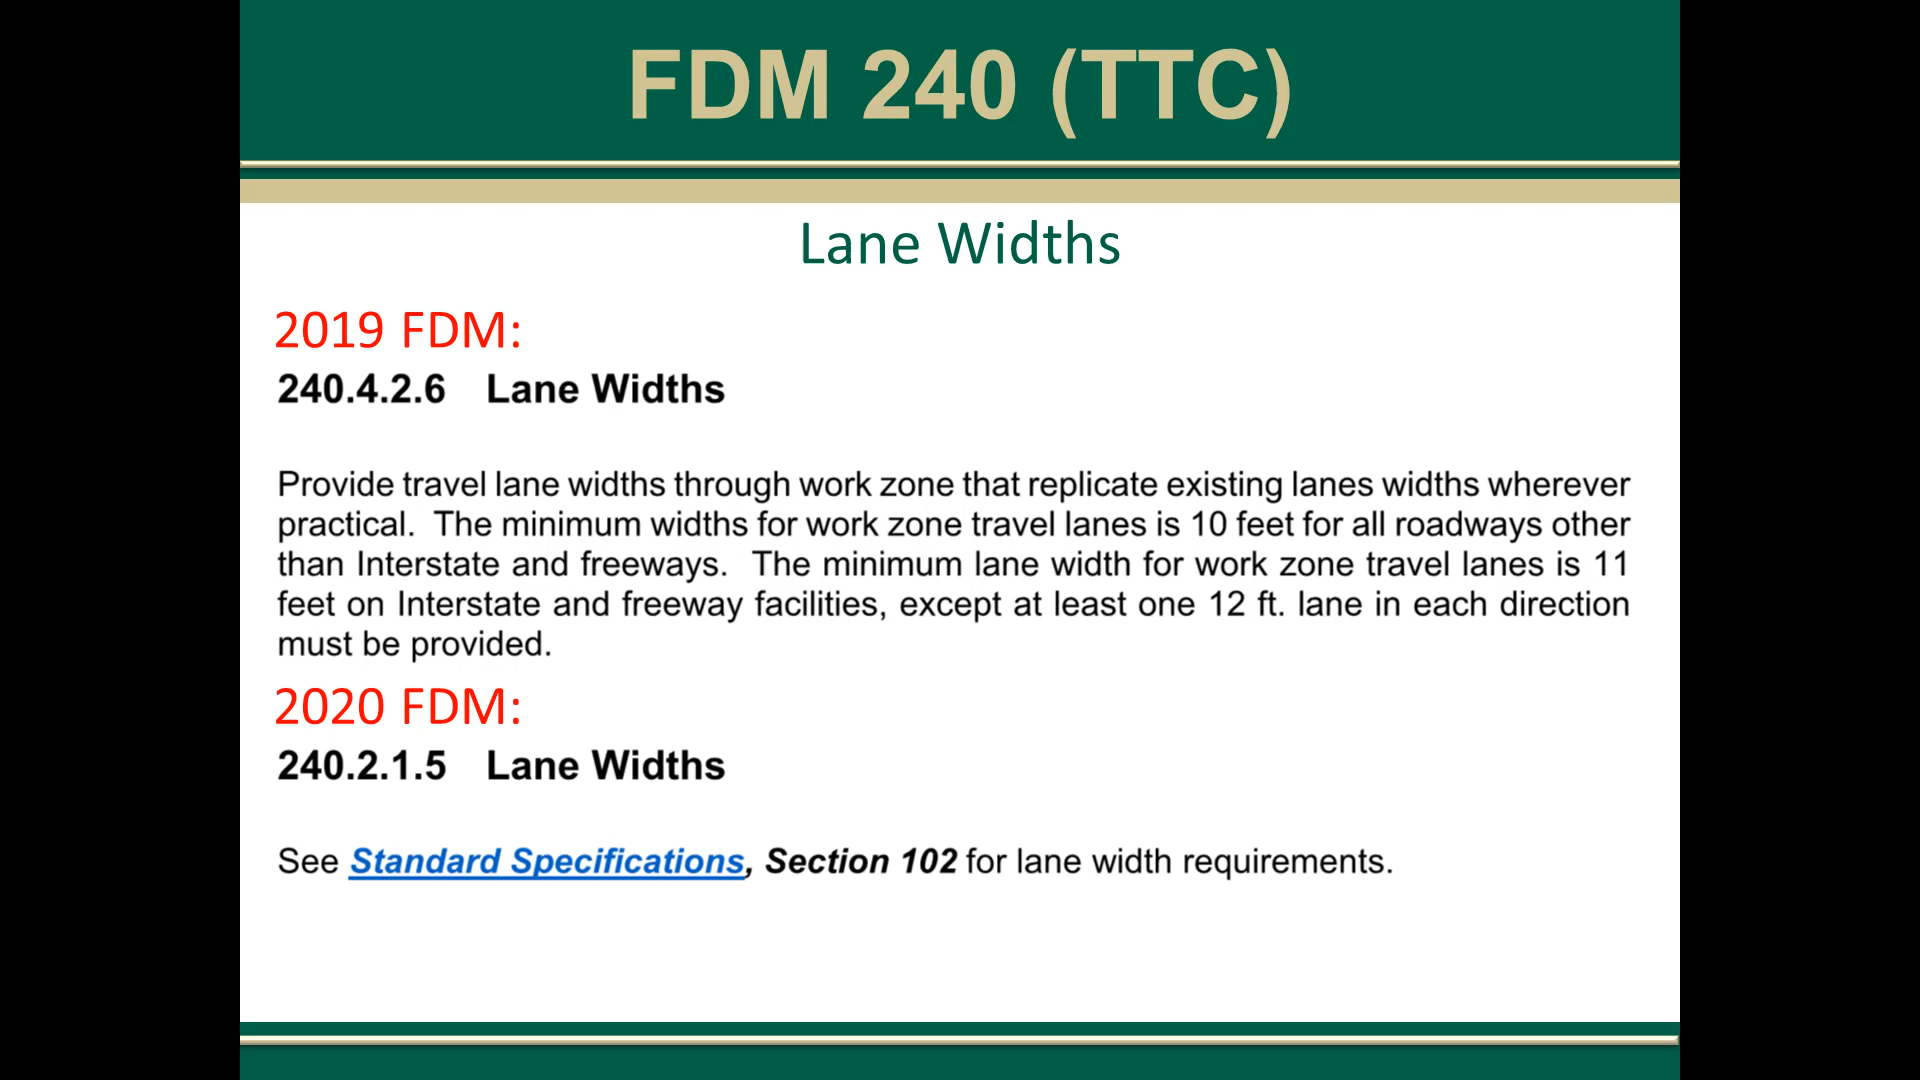 FDM 240 (TTC)
Lane Widths
2019 FDM:
240.4.2.6 Lane Widths
Provide travel lane widths through work zone that replicate existing lanes widths wherever
practical. The minimum widths for work zone travel lanes is 10 feet for all roadways other
than Interstate and freeways. The minimum lane width for work zone travel lanes is 11
feet on Interstate and freeway facilities, except at least one 12 ft. lane in each direction
must be provided.
2020 FDM:
240.2.1.5 Lane Widths
See Standard Specifications, Section 102 for lane width requirements.